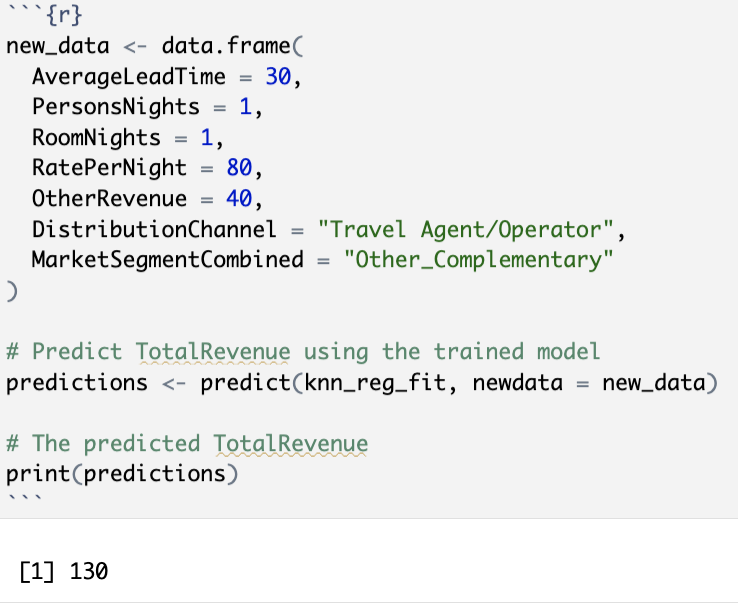 ```{r}
new_data <- data.frame(
  AverageLeadTime = 30,
  PersonsNights = 1,
  RoomNights = 1,
  RatePerNight = 80,
  OtherRevenue = 40,
  DistributionChannel = "Travel Agent/Operator",
  MarketSegmentCombined = "Other_Complementary"
)
# Predict TotalRevenue using the trained model
predictions <- predict(knn_reg_fit, newdata = new_data)
# The predicted TotalRevenue
print(predictions)
```
[1] 130